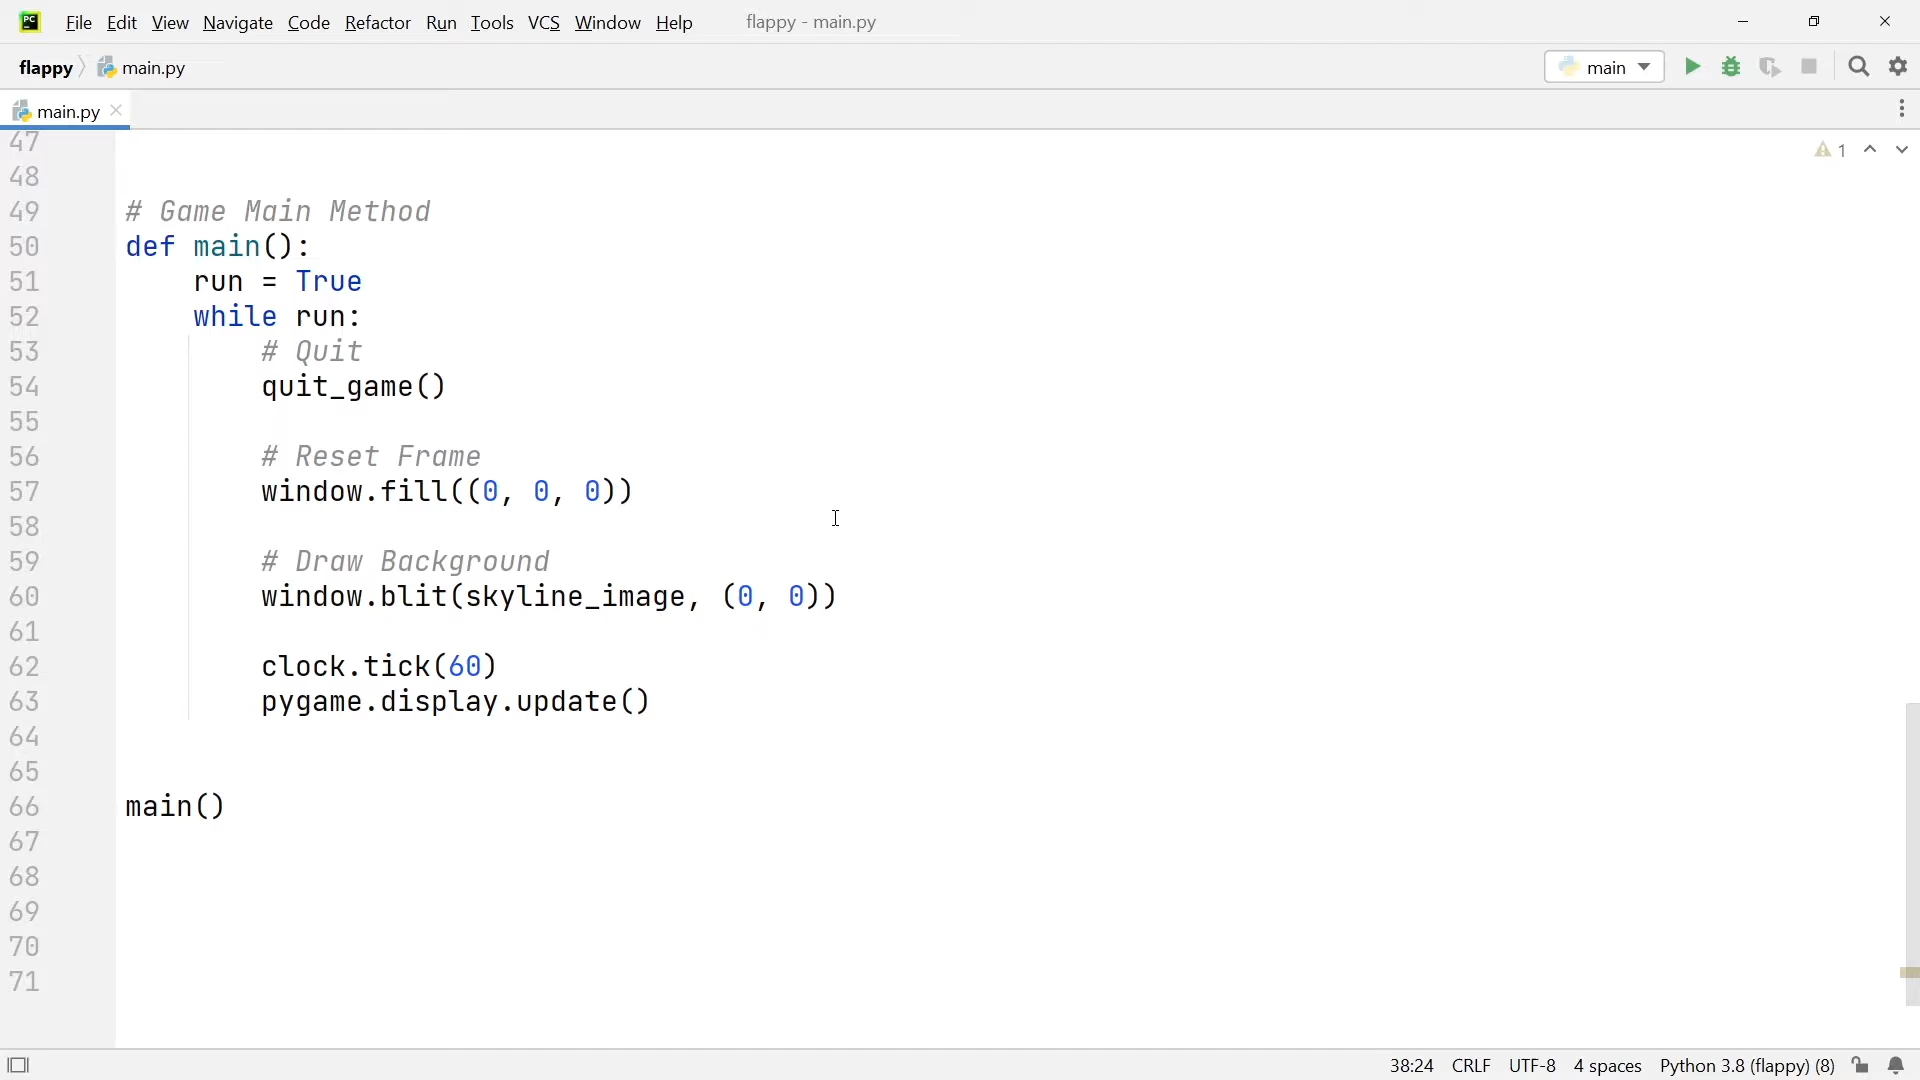 PC File Edit View Navigate Code Refactor Run Tools VCS Window Help flappy - main.py
flappy main.py main
main.py
47
1
48
49 # Game Main Method
50 def main():
51 run = True
52 while run:
53 # Quit
54 quit_game()
55
56 # Reset Frame
57 window.fill((0, 0, 0))
58
59 # Draw Background
60 window.blit(skyline_image, (0, 0))
61
62 clock.tick(60)
63 pygame.display.update()
64
65
66 main()
67
68
69
70
71
38:24 CRLF UTF-8 4 spaces Python 3.8 (flappy) (8)